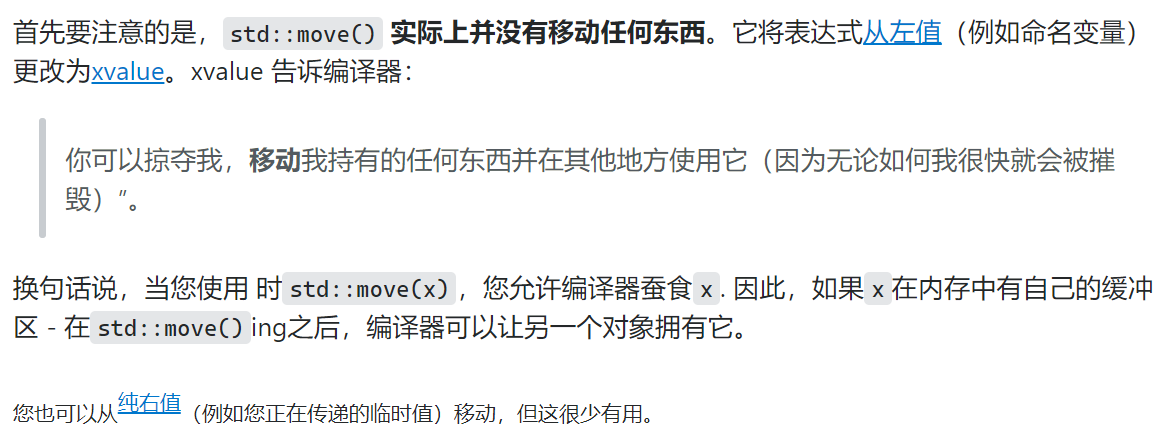 首先要注意的是，std::move() 实际上并没有移动任何东西。它将表达式从左值（例如命名变量）
更改为xvalue。xvalue 告诉编译器：
你可以掠夺我，移动我持有的任何东西并在其他地方使用它（因为无论如何我很快就会被摧
毁）”。
换句话说，当您使用 时std::move(x)，您允许编译器蚕食x. 因此，如果x在内存中有自己的缓冲
区 - 在std::move()ing之后，编译器可以让另一个对象拥有它。
您也可以从纯右值（例如您正在传递的临时值）移动，但这很少有用。